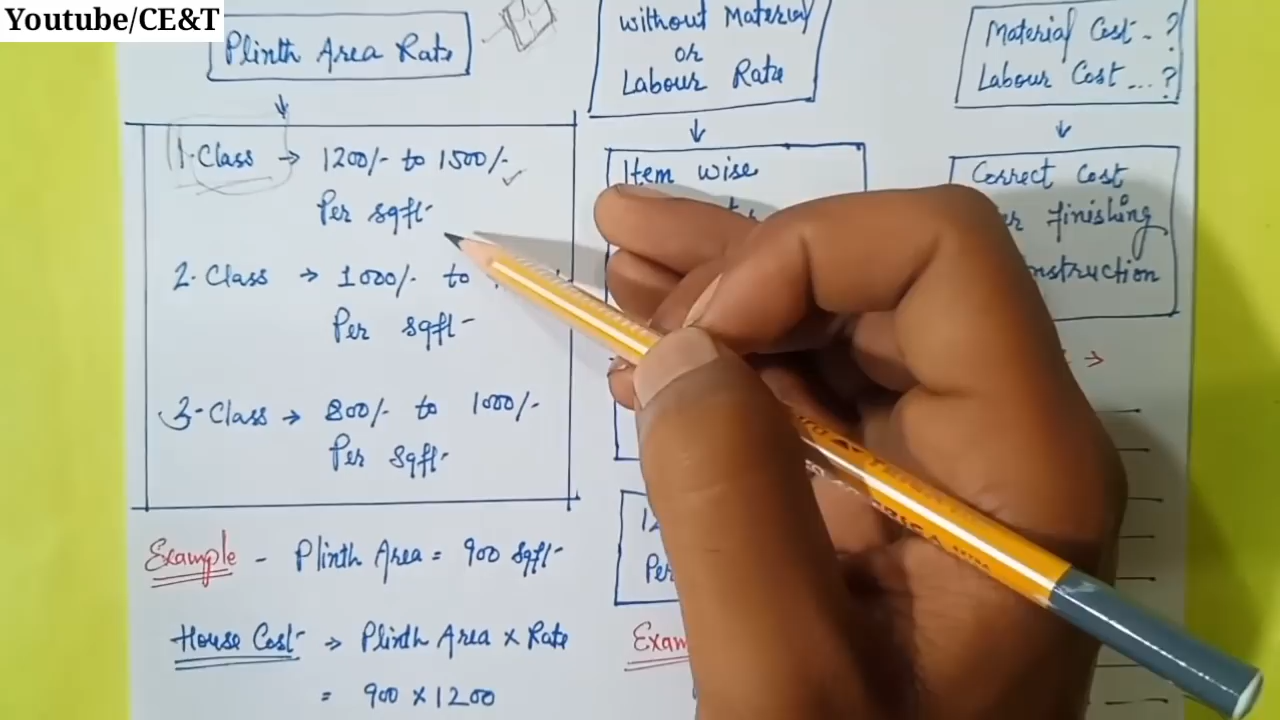 Youtube/CE&T
Plinth Area Rate
1-Class → 1200/- to 1500/-
Per sqft-
2-Class → 1000/- to
Per sqft-
3-Class → 800/- to 1000/-
Per sqft-
Example - Plinth Area = 900 sqft-
House Cost- → Plinth Area × Rate
= 900 × 1200
without Material
or
Labour Rate
Item wise
Per
Material Cost - ?
Labour Cost ... ?
Correct Cost
finishing